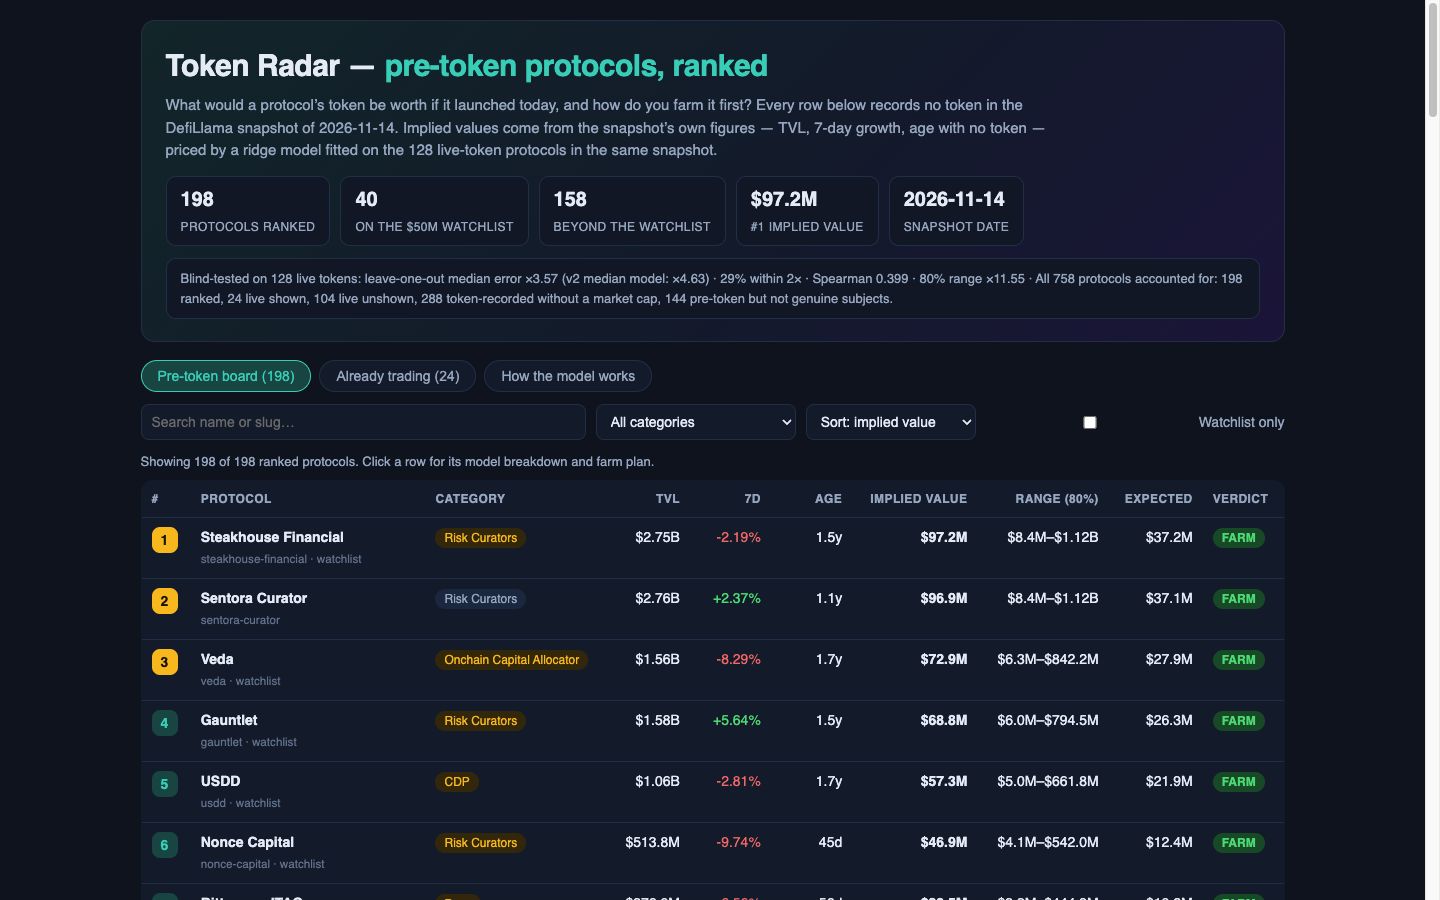 Token Radar — pre-token protocols, ranked
What would a protocol's token be worth if it launched today, and how do you farm it first? Every row below records no token in the
DefiLlama snapshot of 2026-11-14. Implied values come from the snapshot's own figures — TVL, 7-day growth, age with no token —
priced by a ridge model fitted on the 128 live-token protocols in the same snapshot.
198 40 158 $97.2M 2026-11-14
PROTOCOLS RANKED ON THE $50M WATCHLIST BEYOND THE WATCHLIST #1 IMPLIED VALUE SNAPSHOT DATE
Blind-tested on 128 live tokens: leave-one-out median error ×3.57 (v2 median model: ×4.63) · 29% within 2× · Spearman 0.399 · 80% range ×11.55 · All 758 protocols accounted for: 198
ranked, 24 live shown, 104 live unshown, 288 token-recorded without a market cap, 144 pre-token but not genuine subjects.
Pre-token board (198) Already trading (24) How the model works
Search name or slug… All categories Sort: implied value Watchlist only
Showing 198 of 198 ranked protocols. Click a row for its model breakdown and farm plan.
# PROTOCOL CATEGORY TVL 7D AGE IMPLIED VALUE RANGE (80%) EXPECTED VERDICT
1 Steakhouse Financial Risk Curators $2.75B -2.19% 1.5y $97.2M $8.4M–$1.12B $37.2M FARM
steakhouse-financial · watchlist
2 Sentora Curator Risk Curators $2.76B +2.37% 1.1y $96.9M $8.4M–$1.12B $37.1M FARM
sentora-curator
3 Veda Onchain Capital Allocator $1.56B -8.29% 1.7y $72.9M $6.3M–$842.2M $27.9M FARM
veda · watchlist
4 Gauntlet Risk Curators $1.58B +5.64% 1.5y $68.8M $6.0M–$794.5M $26.3M FARM
gauntlet · watchlist
5 USDD CDP $1.06B -2.81% 1.7y $57.3M $5.0M–$661.8M $21.9M FARM
usdd · watchlist
6 Nonce Capital Risk Curators $513.8M -9.74% 45d $46.9M $4.1M–$542.0M $12.4M FARM
nonce-capital · watchlist